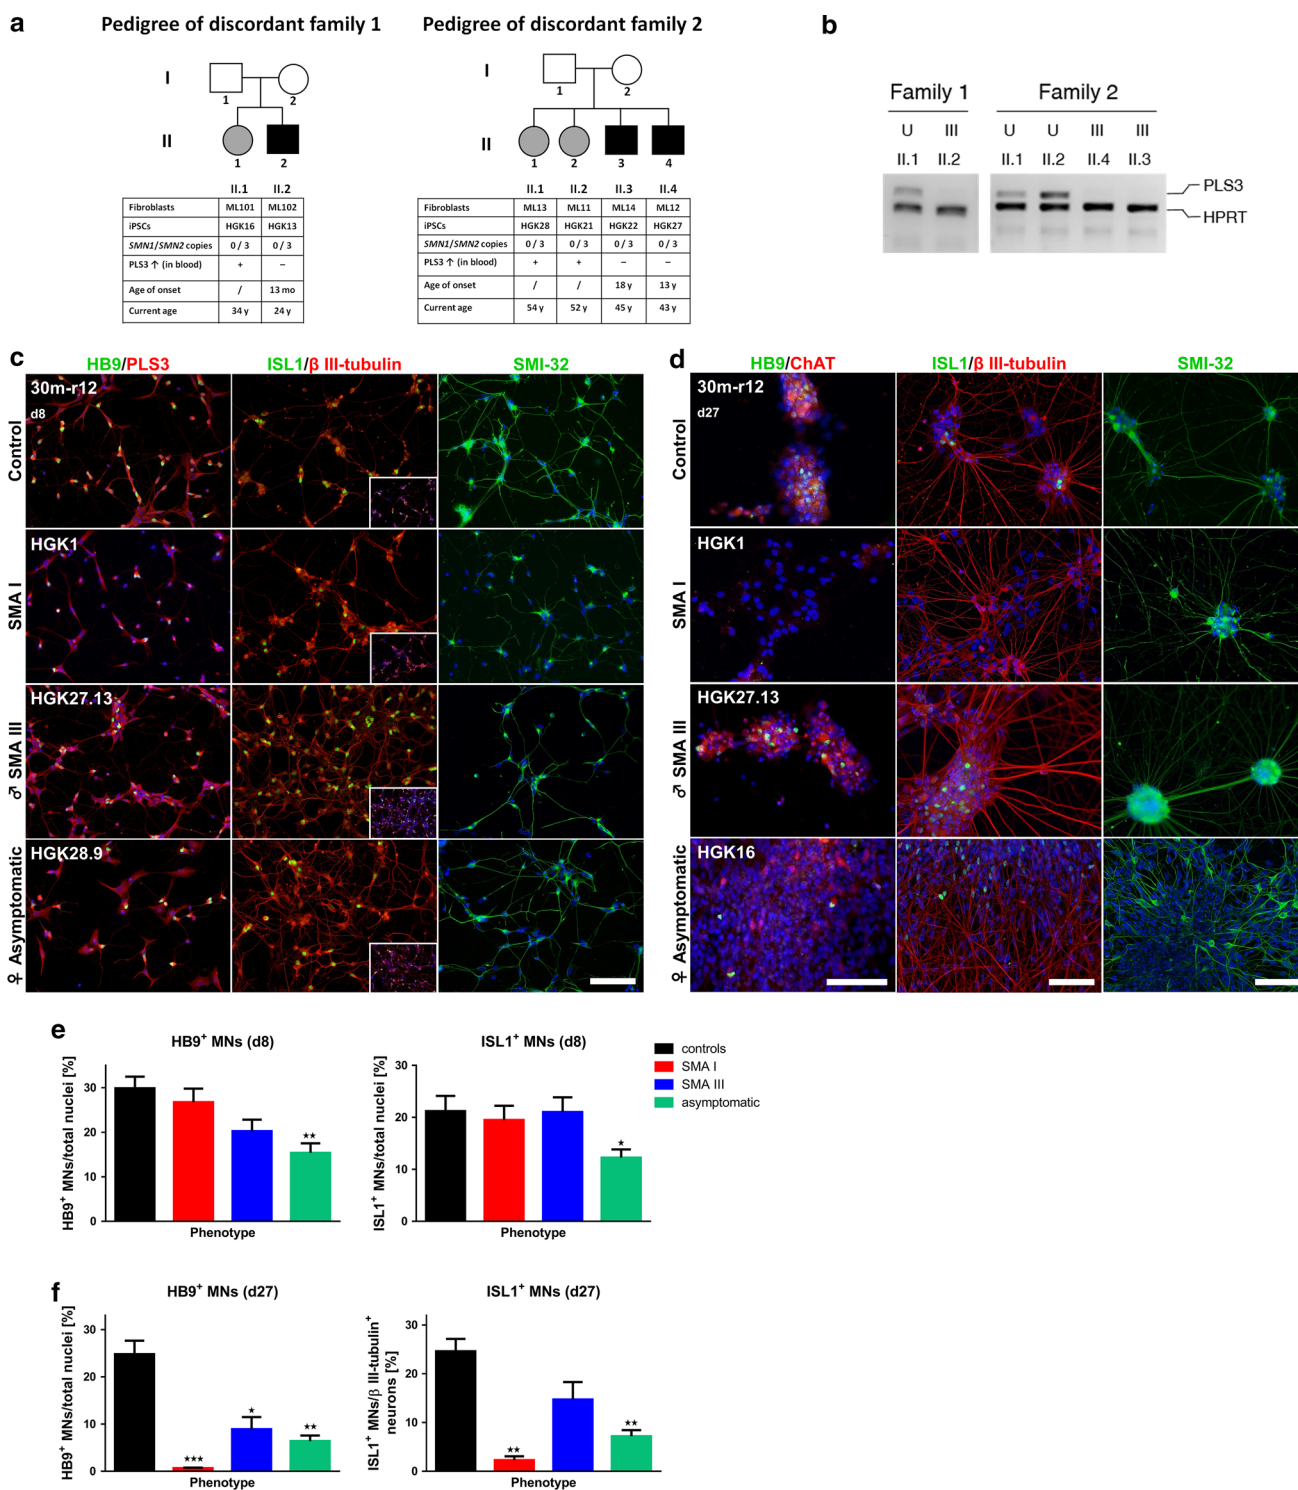 a
Pedigree of discordant family 1
Pedigree of discordant family 2
I
1
2
II
1
2
II.1 II.2
Fibroblasts ML101 ML102
iPSCs HGK16 HGK13
SMN1/SMN2 copies 0 / 3 0 / 3
PLS3 ↑ (in blood) + –
Age of onset / 13 mo
Current age 34 y 24 y
I
1
2
II
1
2
3
4
II.1 II.2 II.3 II.4
Fibroblasts ML13 ML11 ML14 ML12
iPSCs HGK28 HGK21 HGK22 HGK27
SMN1/SMN2 copies 0 / 3 0 / 3 0 / 3 0 / 3
PLS3 ↑ (in blood) + + – –
Age of onset / / 18 y 13 y
Current age 54 y 52 y 45 y 43 y
b
Family 1 Family 2
U III U U III III
II.1 II.2 II.1 II.2 II.4 II.3
PLS3
HPRT
c
HB9/PLS3 ISL1/β III-tubulin SMI-32
Control
30m-r12
d8
SMA I
HGK1
♂ SMA III
HGK27.13
♀ Asymptomatic
HGK28.9
d
HB9/ChAT ISL1/β III-tubulin SMI-32
Control
30m-r12
d27
SMA I
HGK1
♂ SMA III
HGK27.13
♀ Asymptomatic
HGK16
e
HB9+ MNs (d8)
HB9+ MNs/total nuclei [%]
30
20
10
0
★★
Phenotype
ISL1+ MNs (d8)
ISL1+ MNs/total nuclei [%]
30
20
10
0
★
Phenotype
controls
SMA I
SMA III
asymptomatic
f
HB9+ MNs (d27)
HB9+ MNs/total nuclei [%]
30
20
10
0
★★★
★
★★
Phenotype
ISL1+ MNs (d27)
ISL1+ MNs/β III-tubulin+
neurons [%]
30
20
10
0
★★
★★
Phenotype